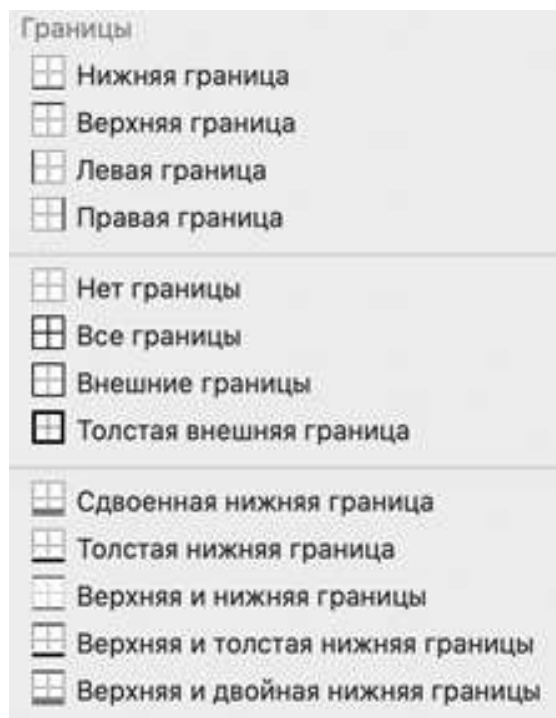 Границы
Нижняя граница
Верхняя граница
Левая граница
Правая граница
Нет границы
Все границы
Внешние границы
Толстая внешняя граница
Сдвоенная нижняя граница
Толстая нижняя граница
Верхняя и нижняя границы
Верхняя и толстая нижняя границы
Верхняя и двойная нижняя границы